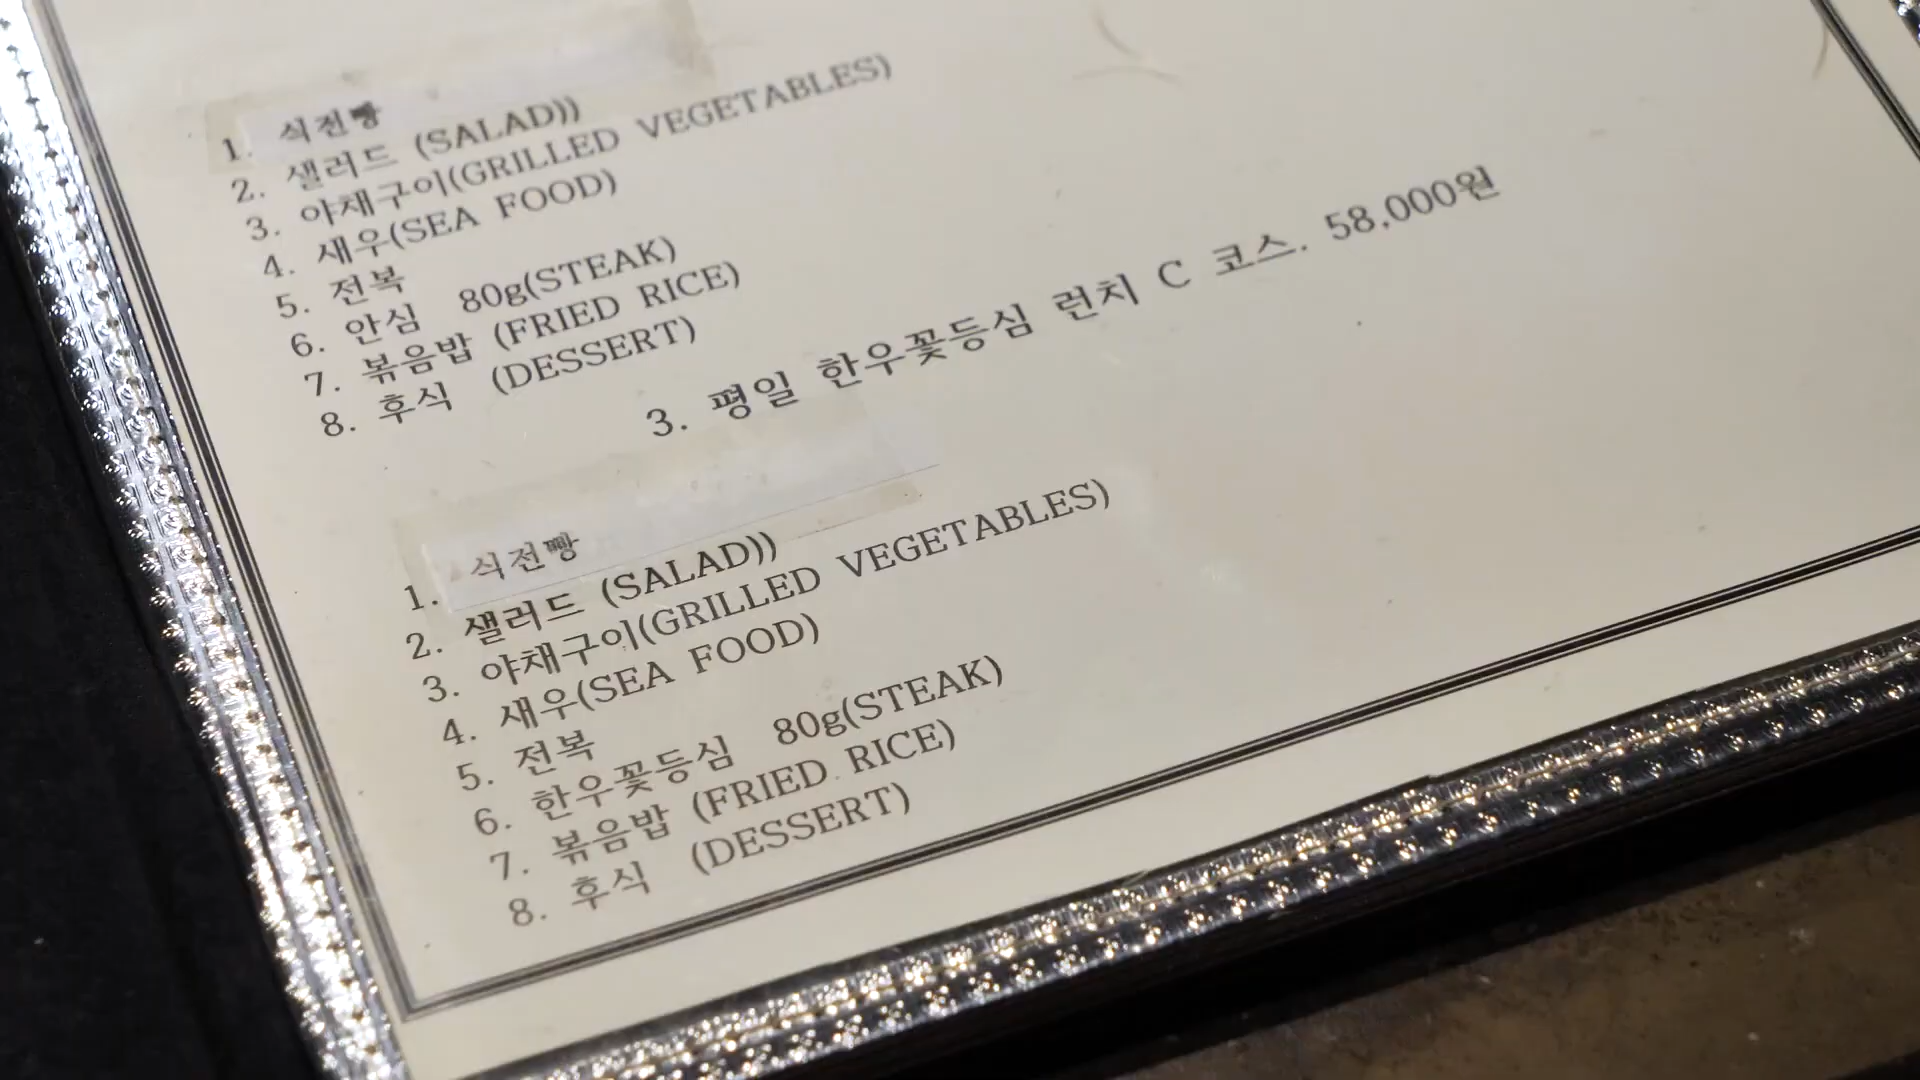 1. 식전빵
2. 샐러드 (SALAD))
3. 야채구이(GRILLED VEGETABLES)
4. 새우(SEA FOOD)
5. 전복
6. 안심 80g(STEAK)
7. 볶음밥 (FRIED RICE)
8. 후식 (DESSERT)
3. 평일 한우꽃등심 런치 C 코스. 58,000원
1. 식전빵
2. 샐러드 (SALAD))
3. 야채구이(GRILLED VEGETABLES)
4. 새우(SEA FOOD)
5. 전복
6. 한우꽃등심 80g(STEAK)
7. 볶음밥 (FRIED RICE)
8. 후식 (DESSERT)